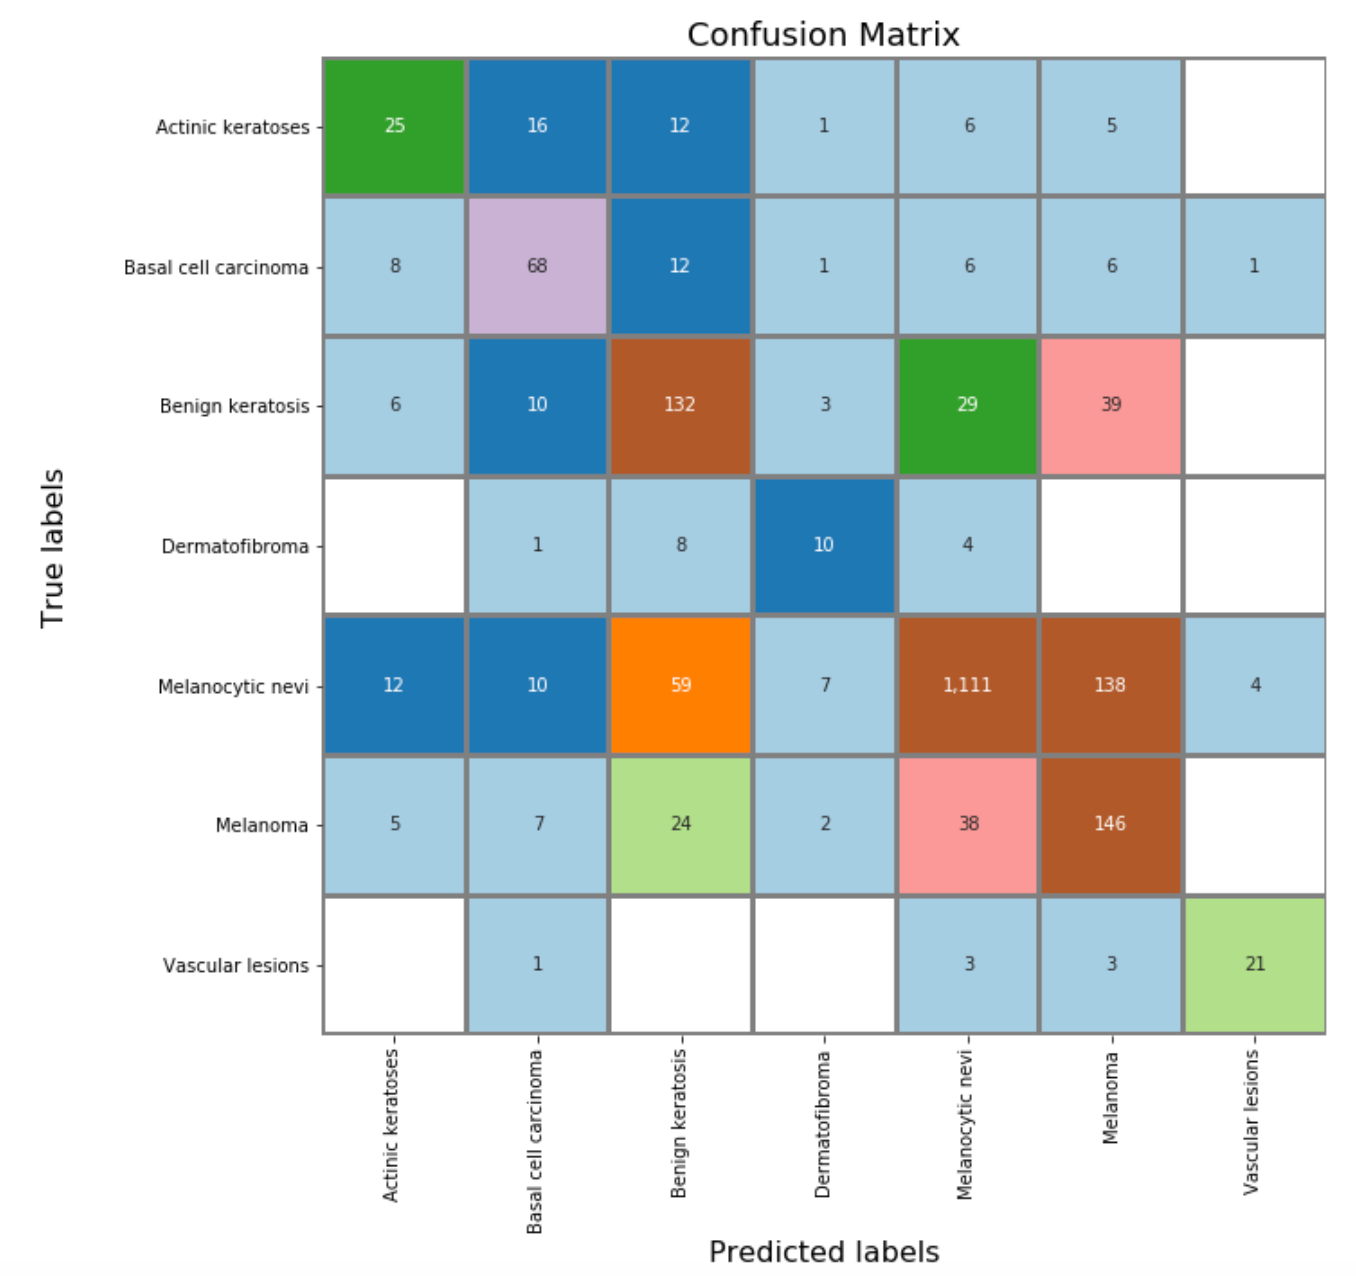 Confusion Matrix
Actinic keratoses 25 16 12 1 6 5
Basal cell carcinoma 8 68 12 1 6 6 1
Benign keratosis 6 10 132 3 29 39
Dermatofibroma 1 8 10 4
Melanocytic nevi 12 10 59 7 1,111 138 4
Melanoma 5 7 24 2 38 146
Vascular lesions 1 3 3 21
True labels
Actinic keratoses
Basal cell carcinoma
Benign keratosis
Dermatofibroma
Melanocytic nevi
Melanoma
Vascular lesions
Predicted labels